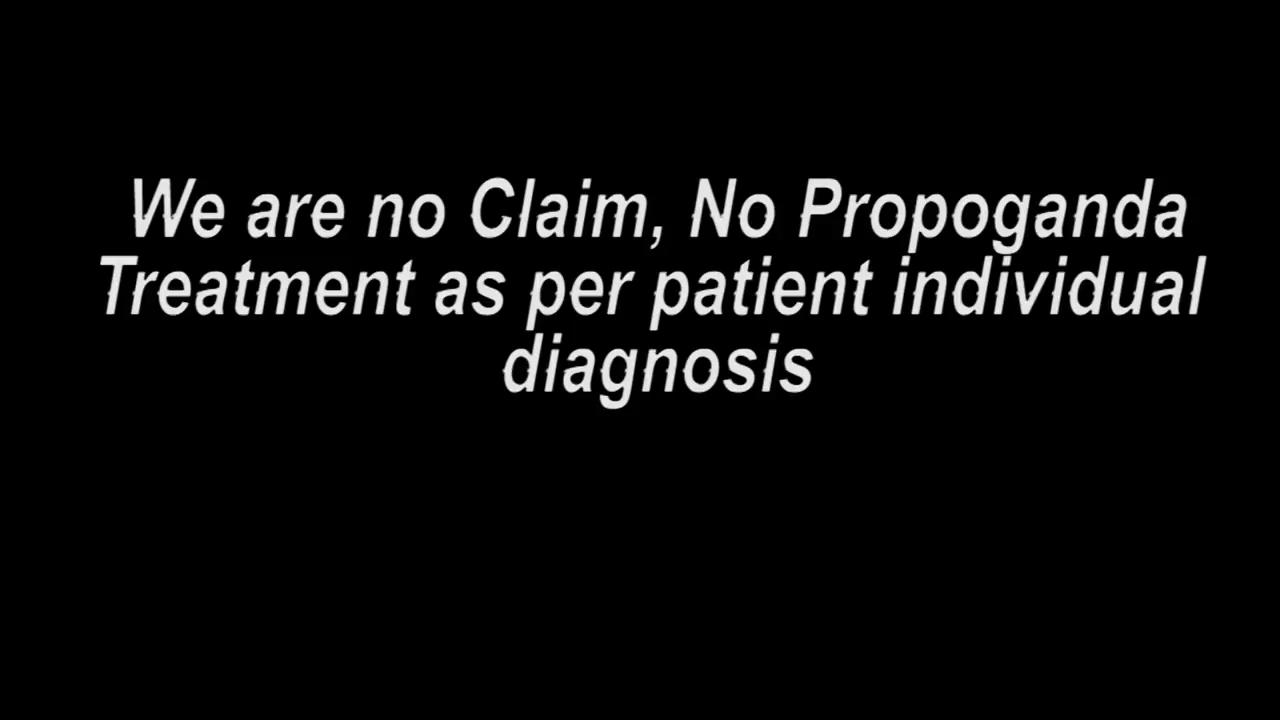 We are no Claim, No Propoganda
Treatment as per patient individual
diagnosis